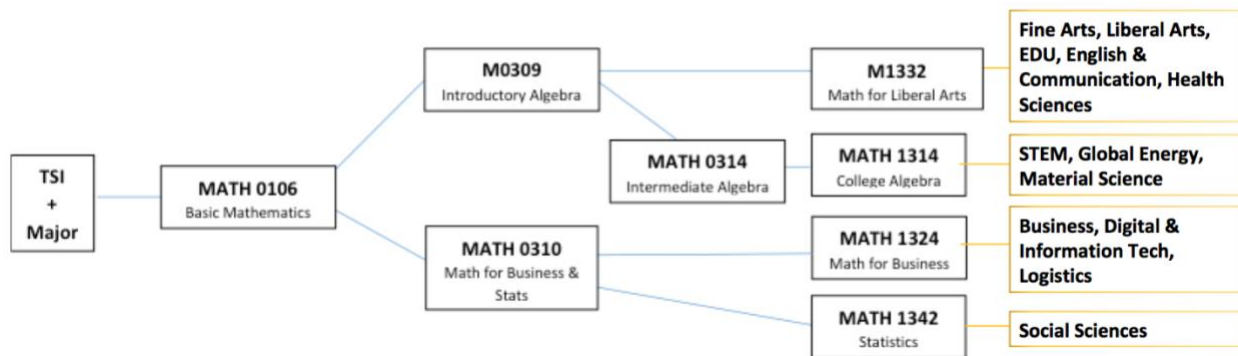 TSI
+
Major
MATH 0106
Basic Mathematics
M0309
Introductory Algebra
MATH 0310
Math for Business &
Stats
MATH 0314
Intermediate Algebra
M1332
Math for Liberal Arts
MATH 1314
College Algebra
MATH 1324
Math for Business
MATH 1342
Statistics
Fine Arts, Liberal Arts,
EDU, English &
Communication, Health
Sciences
STEM, Global Energy,
Material Science
Business, Digital &
Information Tech,
Logistics
Social Sciences